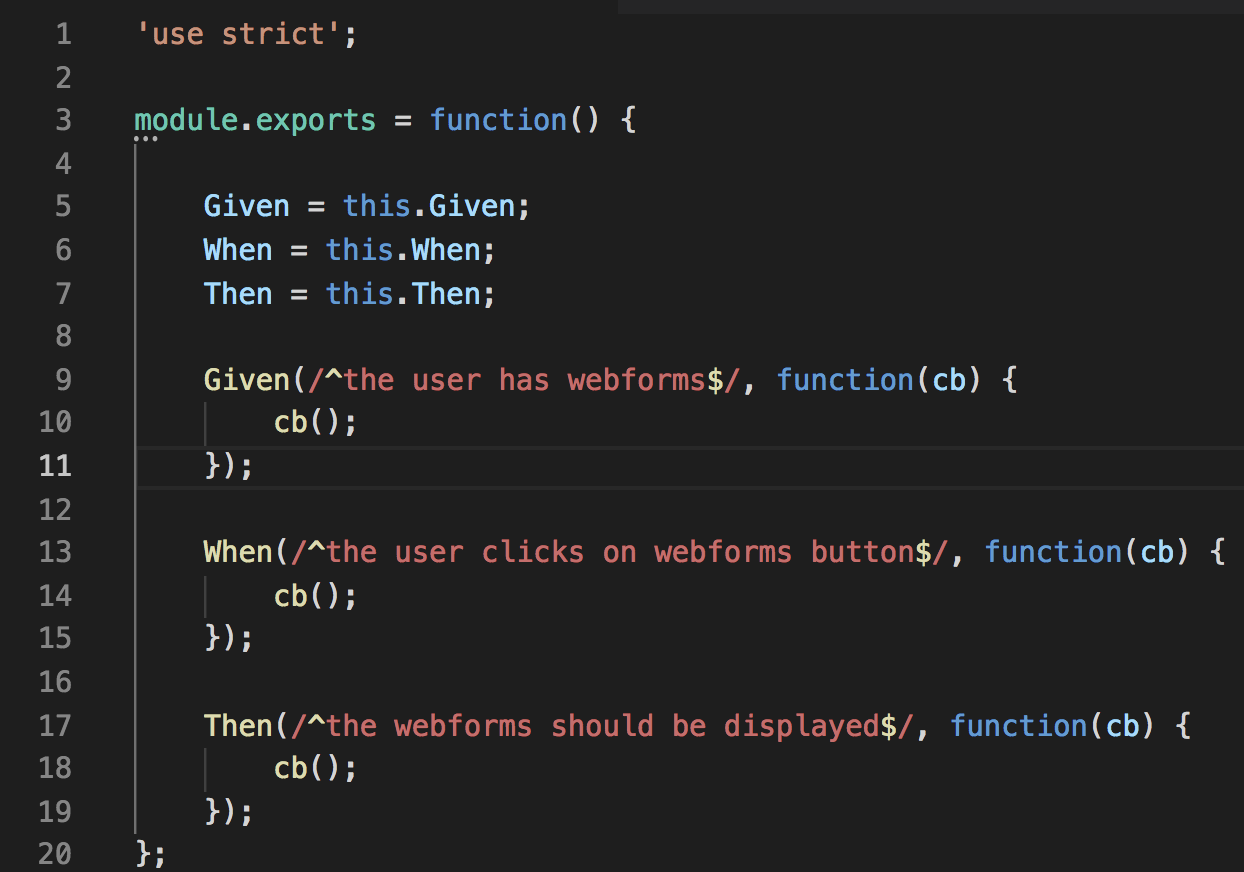 1 'use strict';
2
3 module.exports = function() {
4
5     Given = this.Given;
6     When = this.When;
7     Then = this.Then;
8
9     Given(/^the user has webforms$/, function(cb) {
10         cb();
11     });
12
13     When(/^the user clicks on webforms button$/, function(cb) {
14         cb();
15     });
16
17     Then(/^the webforms should be displayed$/, function(cb) {
18         cb();
19     });
20 };